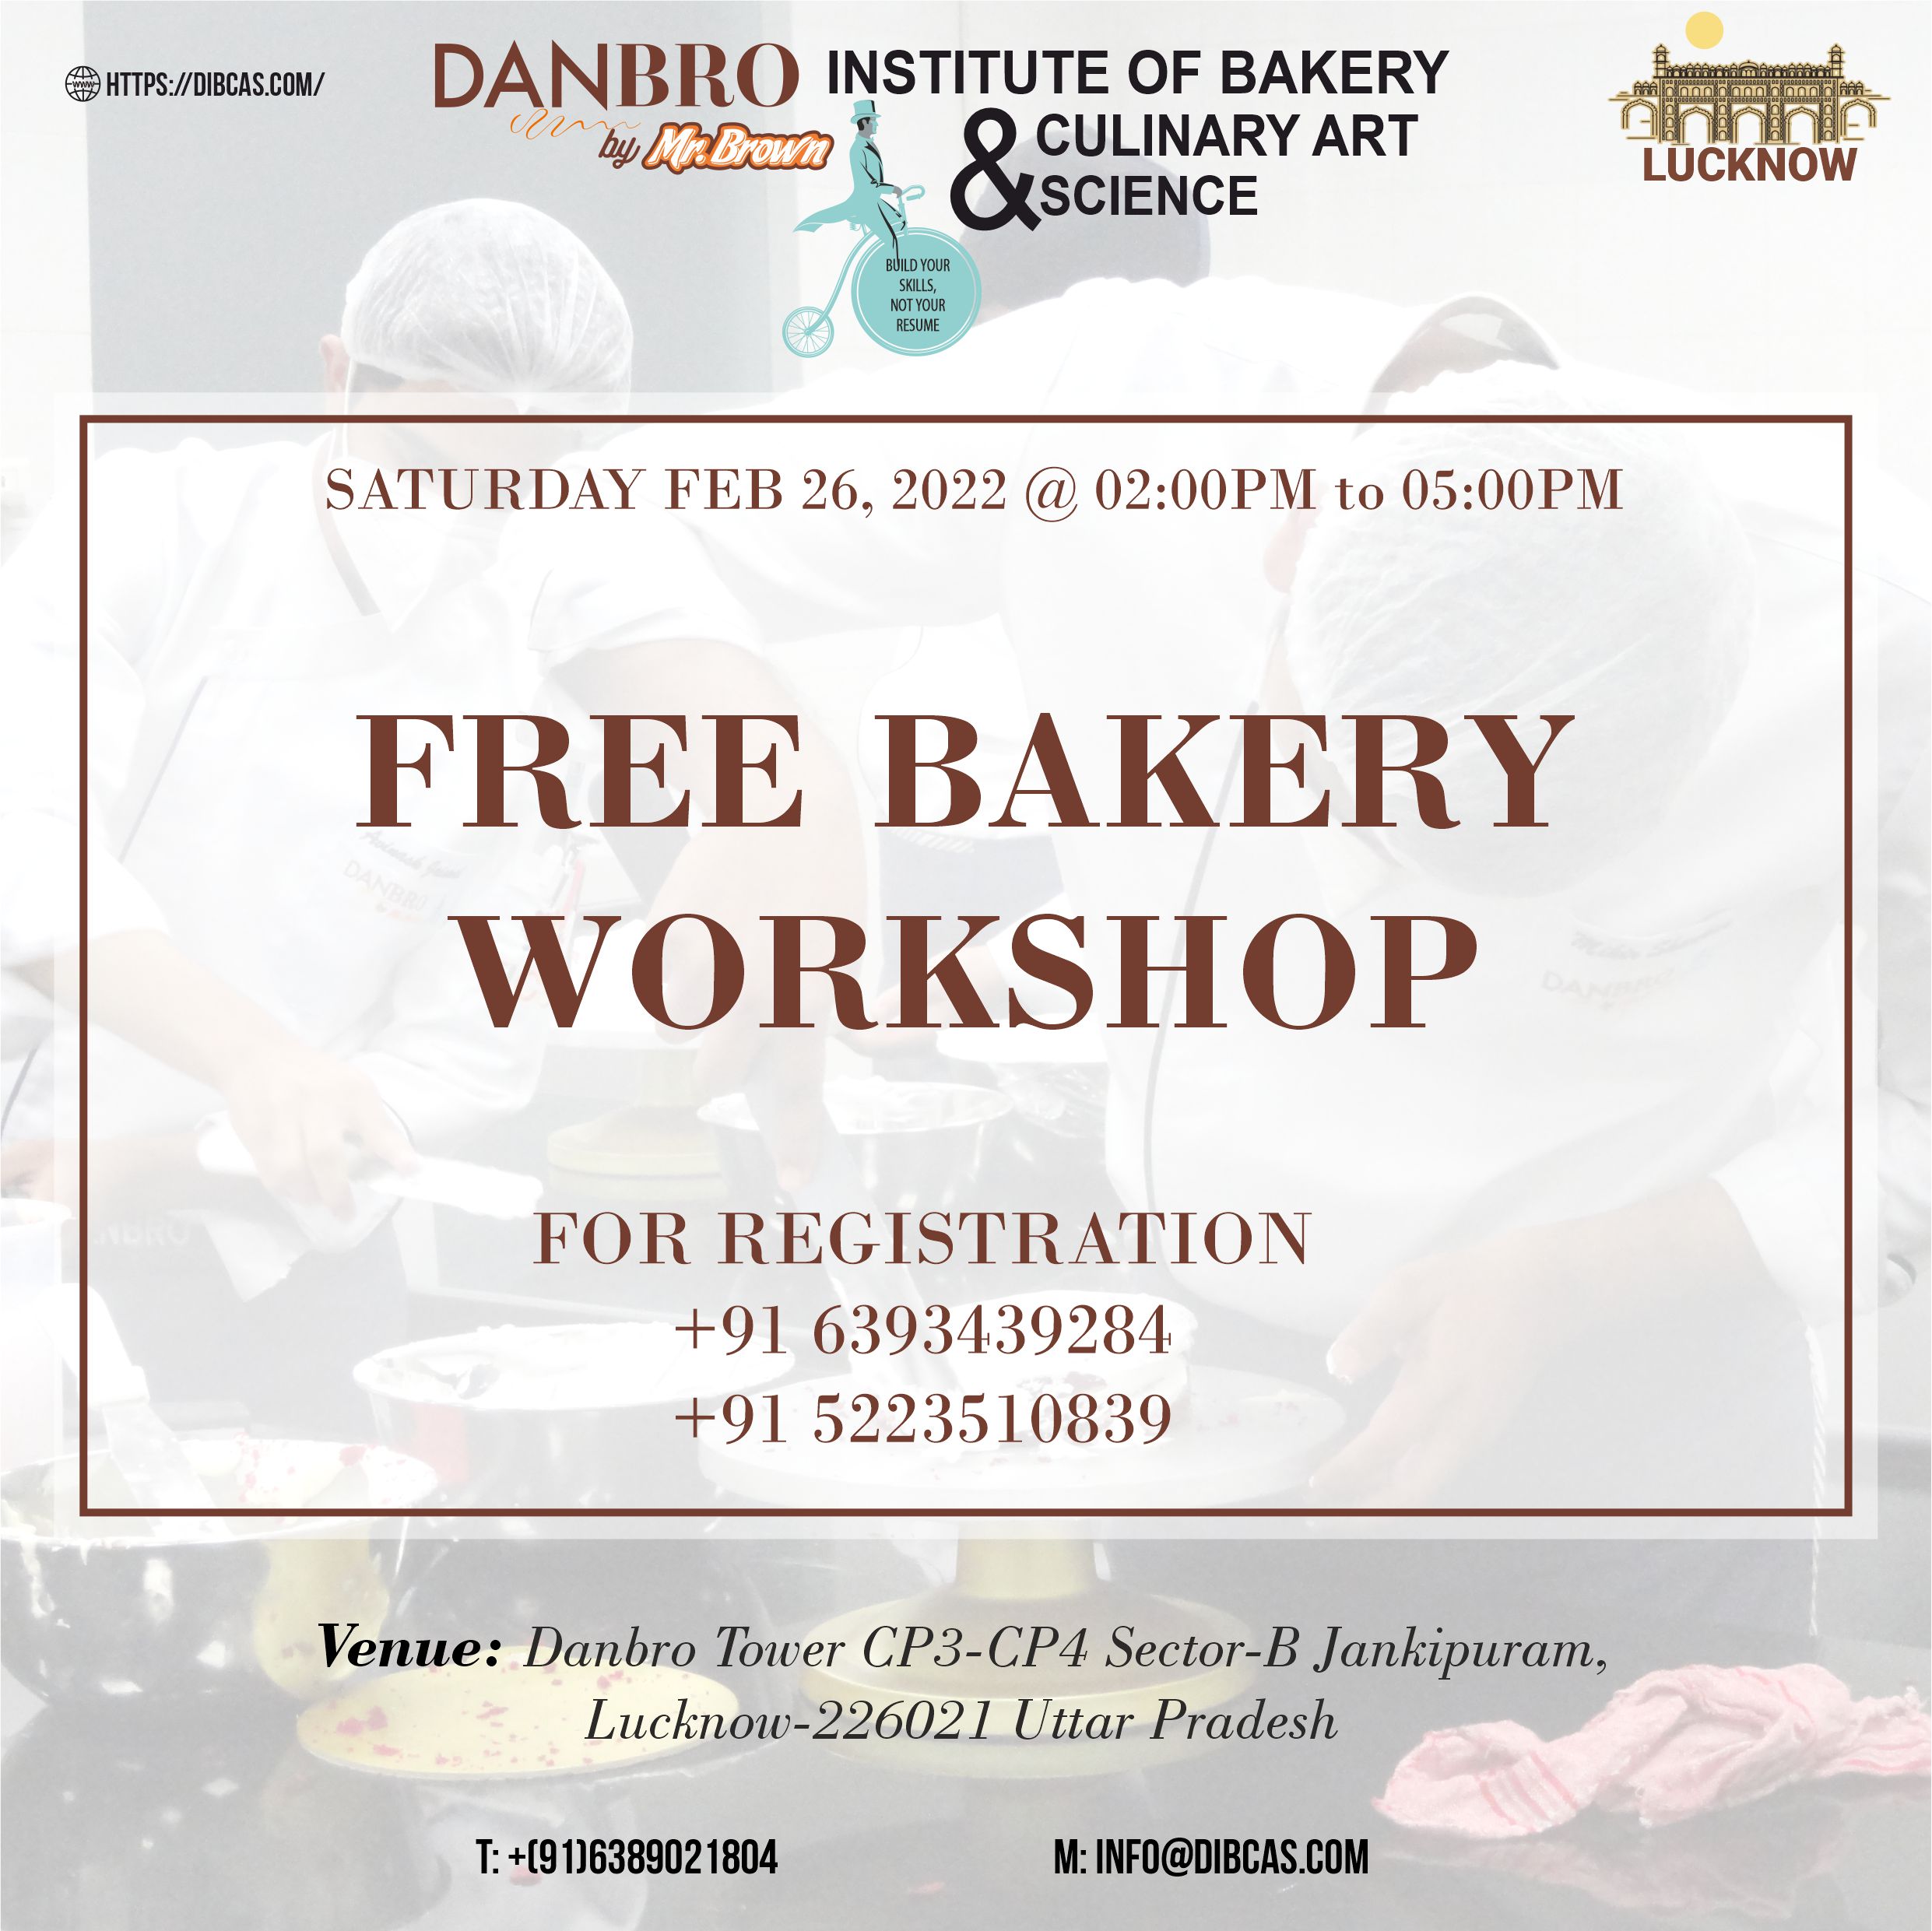 HTTPS://DIBCAS.COM/
DANBRO
by Mr. Brown
INSTITUTE OF BAKERY
& CULINARY ART
SCIENCE
BUILD YOUR
SKILLS,
NOT YOUR
RESUME
LUCKNOW
SATURDAY FEB 26, 2022 @ 02:00PM to 05:00PM
FREE BAKERY
WORKSHOP
DANBRO
DANBRO
FOR REGISTRATION
+91 6393439284
+91 5223510839
Venue: Danbro Tower CP3-CP4 Sector-B Jankipuram,
Lucknow-226021 Uttar Pradesh
T: +(91)6389021804
M: INFO@DIBCAS.COM